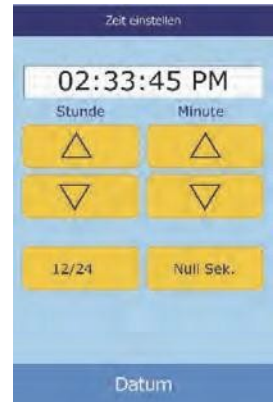 Zeit einstellen
02:33:45 PM
Stunde Minute
12/24 Null Sek.
Datum